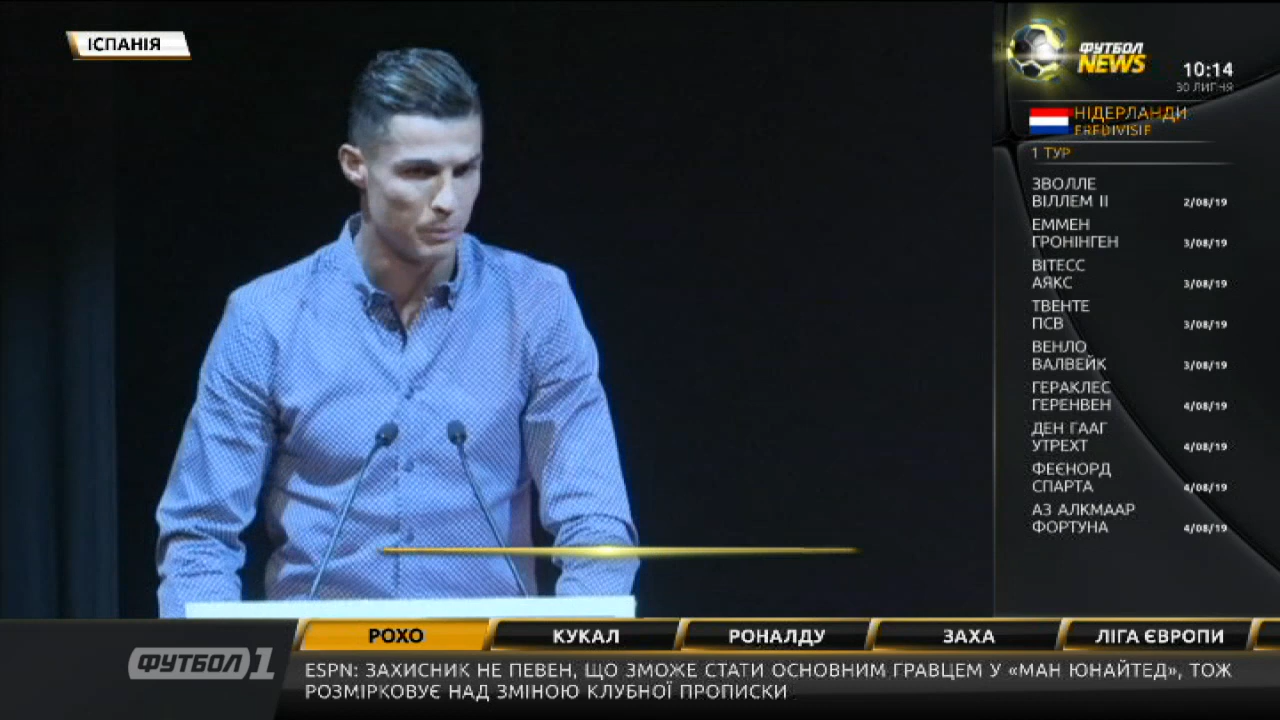 ІСПАНІЯ
ФУТБОЛ
NEWS
10:14
30 ЛИПНЯ
НІДЕРЛАНДИ
EREDIVISIE
1 ТУР
ЗВОЛЛЕ
ВІЛЛЕМ ІІ 2/08/19
ЕММЕН
ГРОНІНГЕН 3/08/19
ВІТЕСС
АЯКС 3/08/19
ТВЕНТЕ
ПСВ 3/08/19
ВЕНЛО
ВАЛВЕЙК 3/08/19
ГЕРАКЛЕС
ГЕРЕНВЕН 4/08/19
ДЕН ГААГ
УТРЕХТ 4/08/19
ФЕЄНОРД
СПАРТА 4/08/19
АЗ АЛКМААР
ФОРТУНА 4/08/19
РОХО КУКАЛ РОНАЛДУ ЗАХА ЛІГА ЄВРОПИ
ФУТБОЛ 1
ESPN: ЗАХИСНИК НЕ ПЕВЕН, ЩО ЗМОЖЕ СТАТИ ОСНОВНИМ ГРАВЦЕМ У «МАН ЮНАЙТЕД», ТОЖ
РОЗМІРКОВУЄ НАД ЗМІНОЮ КЛУБНОЇ ПРОПИСКИ